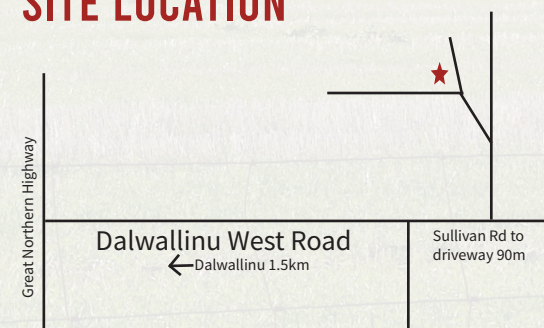 SITE LOCATION
Great Northern Highway
Dalwallinu West Road
Dalwallinu 1.5km
Sullivan Rd to
driveway 90m